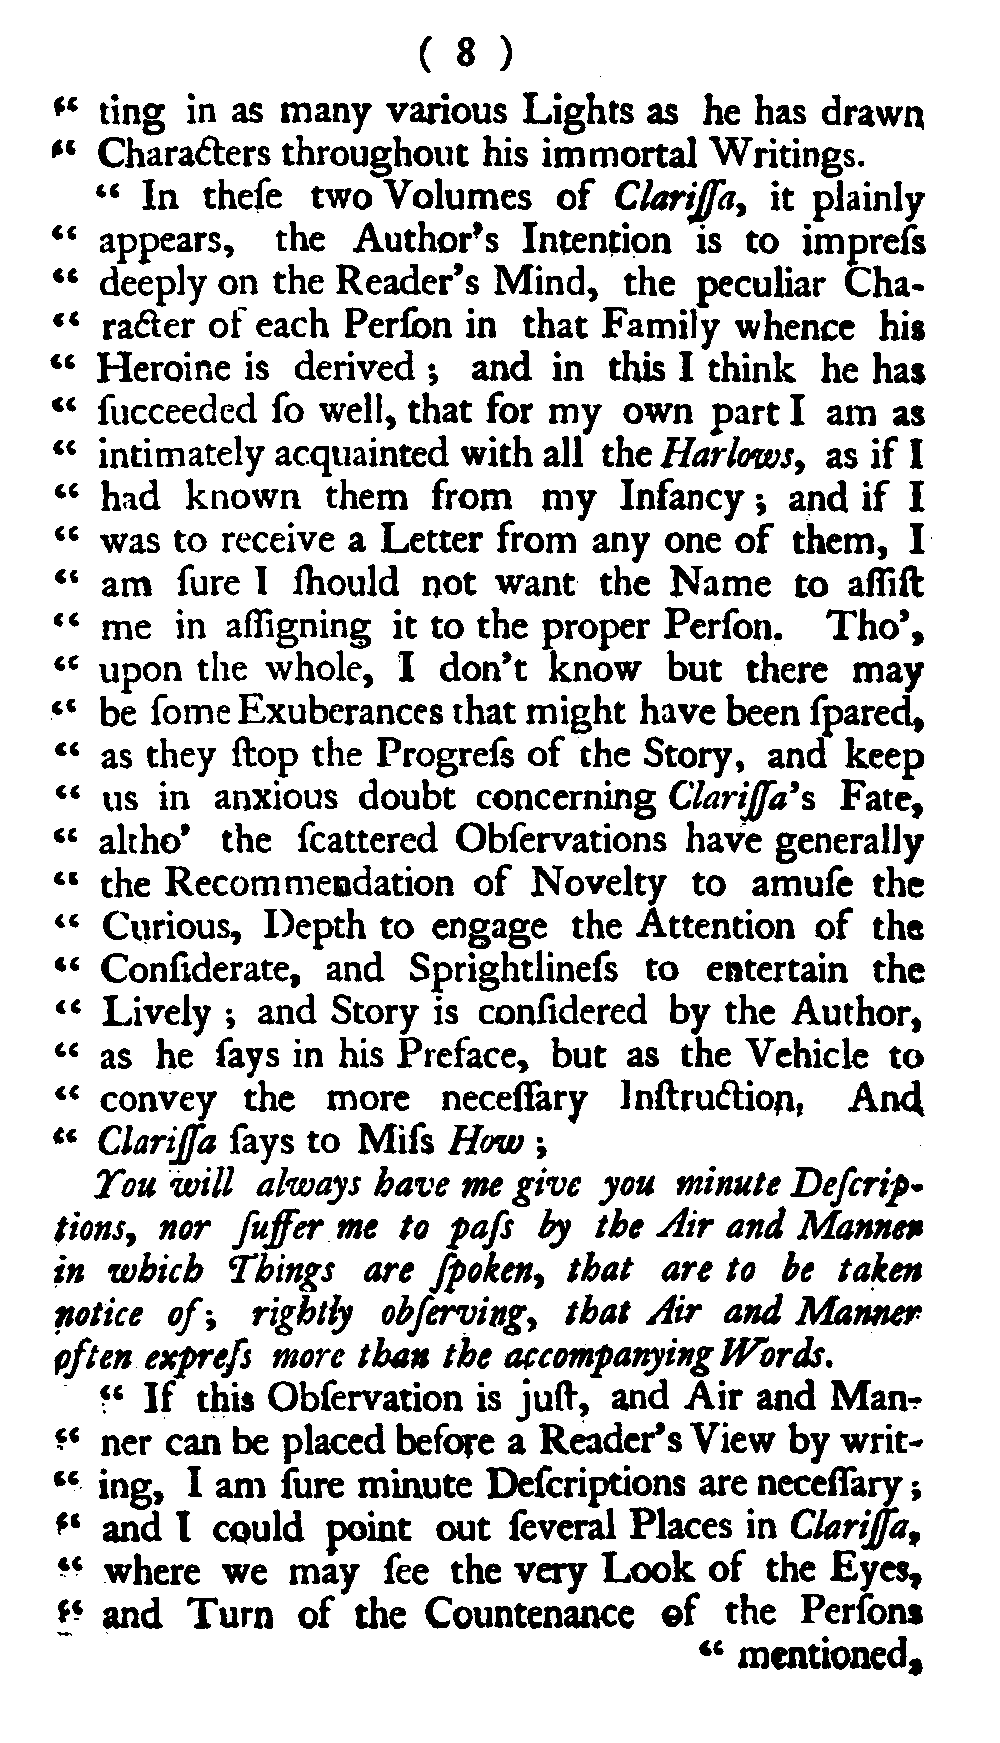 ( 8 )
“ ting in as many various Lights as he has drawn
“ Characters throughout his immortal Writings.
“ In theſe two Volumes of Clariſſa, it plainly
“ appears, the Author’s Intention is to impreſs
“ deeply on the Reader’s Mind, the peculiar Cha-
“ racter of each Perſon in that Family whence his
“ Heroine is derived ; and in this I think he has
“ ſucceeded ſo well, that for my own part I am as
“ intimately acquainted with all the Harlows, as if I
“ had known them from my Infancy ; and if I
“ was to receive a Letter from any one of them, I
“ am ſure I ſhould not want the Name to aſſiſt
“ me in aſſigning it to the proper Perſon. Tho’,
“ upon the whole, I don’t know but there may
“ be ſome Exuberances that might have been ſpared,
“ as they ſtop the Progreſs of the Story, and keep
“ us in anxious doubt concerning Clariſſa’s Fate,
“ altho’ the ſcattered Obſervations have generally
“ the Recommendation of Novelty to amuſe the
“ Curious, Depth to engage the Attention of the
“ Conſiderate, and Sprightlineſs to entertain the
“ Lively ; and Story is conſidered by the Author,
“ as he ſays in his Preface, but as the Vehicle to
“ convey the more neceſſary Inſtruction, And
“ Clariſſa ſays to Miſs How ;
You will always have me give you minute Deſcrip-
tions, nor ſuffer me to paſs by the Air and Manner
in which Things are ſpoken, that are to be taken
notice of ; rightly obſerving, that Air and Manner
often expreſs more than the accompanying Words.
“ If this Obſervation is juſt, and Air and Man-
“ ner can be placed before a Reader’s View by writ-
“ ing, I am ſure minute Deſcriptions are neceſſary ;
“ and I could point out ſeveral Places in Clariſſa,
“ where we may ſee the very Look of the Eyes,
“ and Turn of the Countenance of the Perſons
“ mentioned,